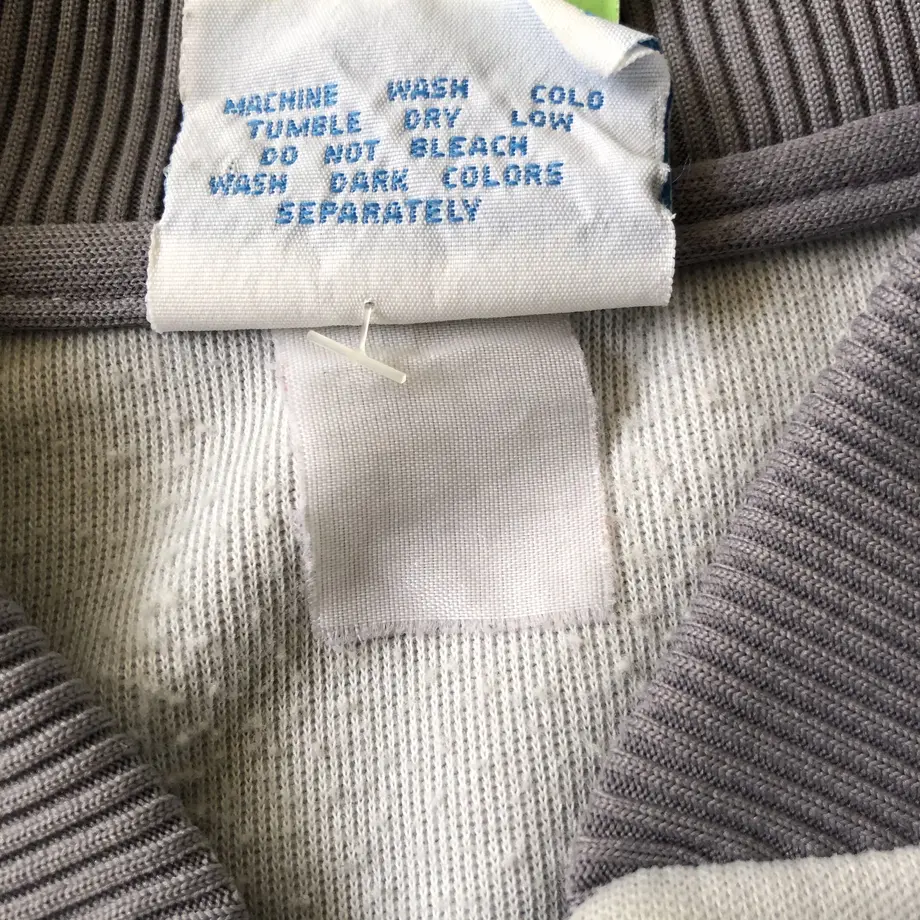 MACHINE WASH COLD
TUMBLE DRY LOW
DO NOT BLEACH
WASH DARK COLORS
SEPARATELY